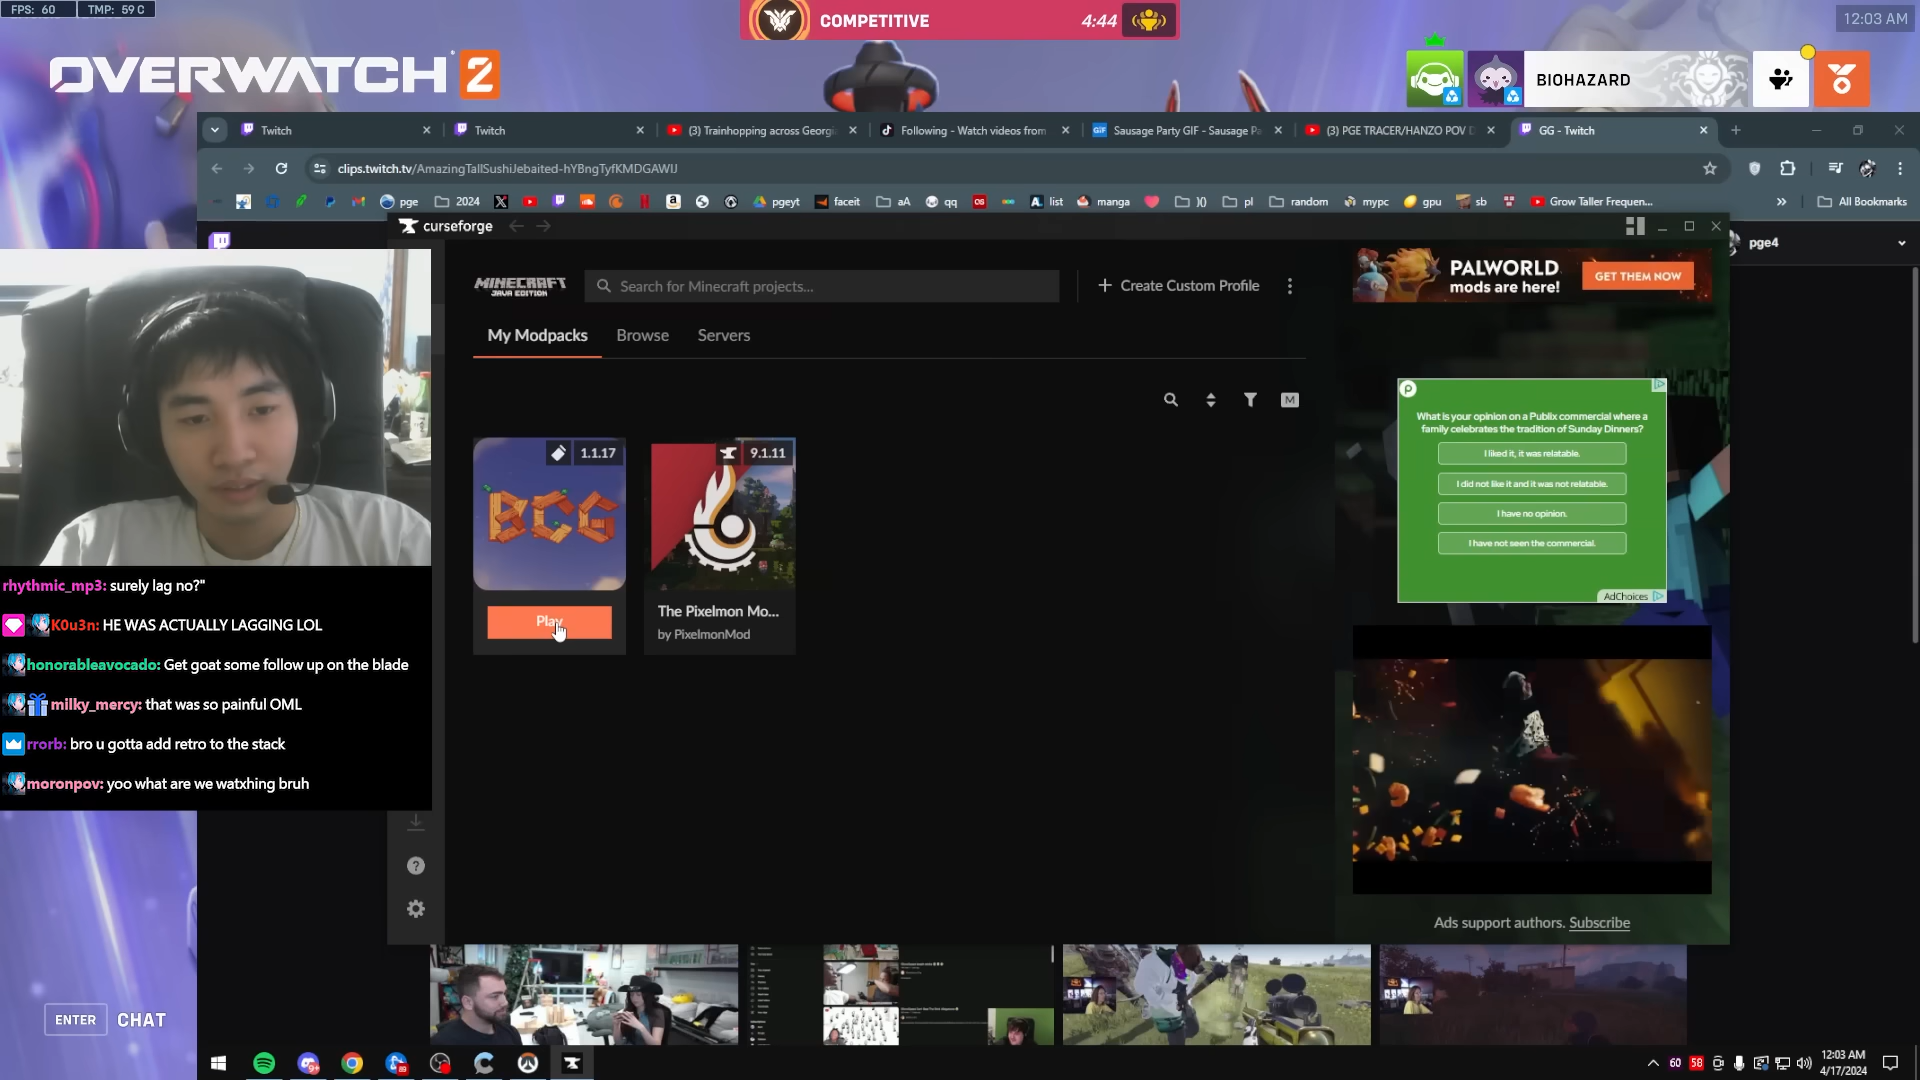 FPS: 60
TMP: 59 C
COMPETITIVE
4:44
12:03 AM
OVERWATCH 2
BIOHAZARD
Twitch
Twitch
(3) Trainhopping across Georgi
Following - Watch videos from
GIF
Sausage Party GIF - Sausage Pa
(3) PGE TRACER/HANZO POV D
GG - Twitch
clips.twitch.tv/AmazingTallSushiJebaited-hYBngTyfKMDGAWIJ
pge
2024
pgeyt
faceit
aA
qq
list
manga
)(
pl
random
mypc
gpu
sb
Grow Taller Frequen...
All Bookmarks
curseforge
pge4
MINECRAFT
JAVA EDITION
Search for Minecraft projects...
Create Custom Profile
PALWORLD
mods are here!
GET THEM NOW
My Modpacks
Browse
Servers
M
What is your opinion on a Publix commercial where a
family celebrates the tradition of Sunday Dinners?
I liked it, it was relatable.
I did not like it and it was not relatable.
I have no opinion.
I have not seen the commercial.
AdChoices
1.1.17
BCG
Play
9.1.11
The Pixelmon Mo...
by PixelmonMod
rhythmic_mp3: surely lag no?"
K0u3n: HE WAS ACTUALLY LAGGING LOL
honorableavocado: Get goat some follow up on the blade
milky_mercy: that was so painful OML
rrorb: bro u gotta add retro to the stack
moronpov: yoo what are we watxhing bruh
Ads support authors. Subscribe
ENTER
CHAT
60
58
12:03 AM
4/17/2024